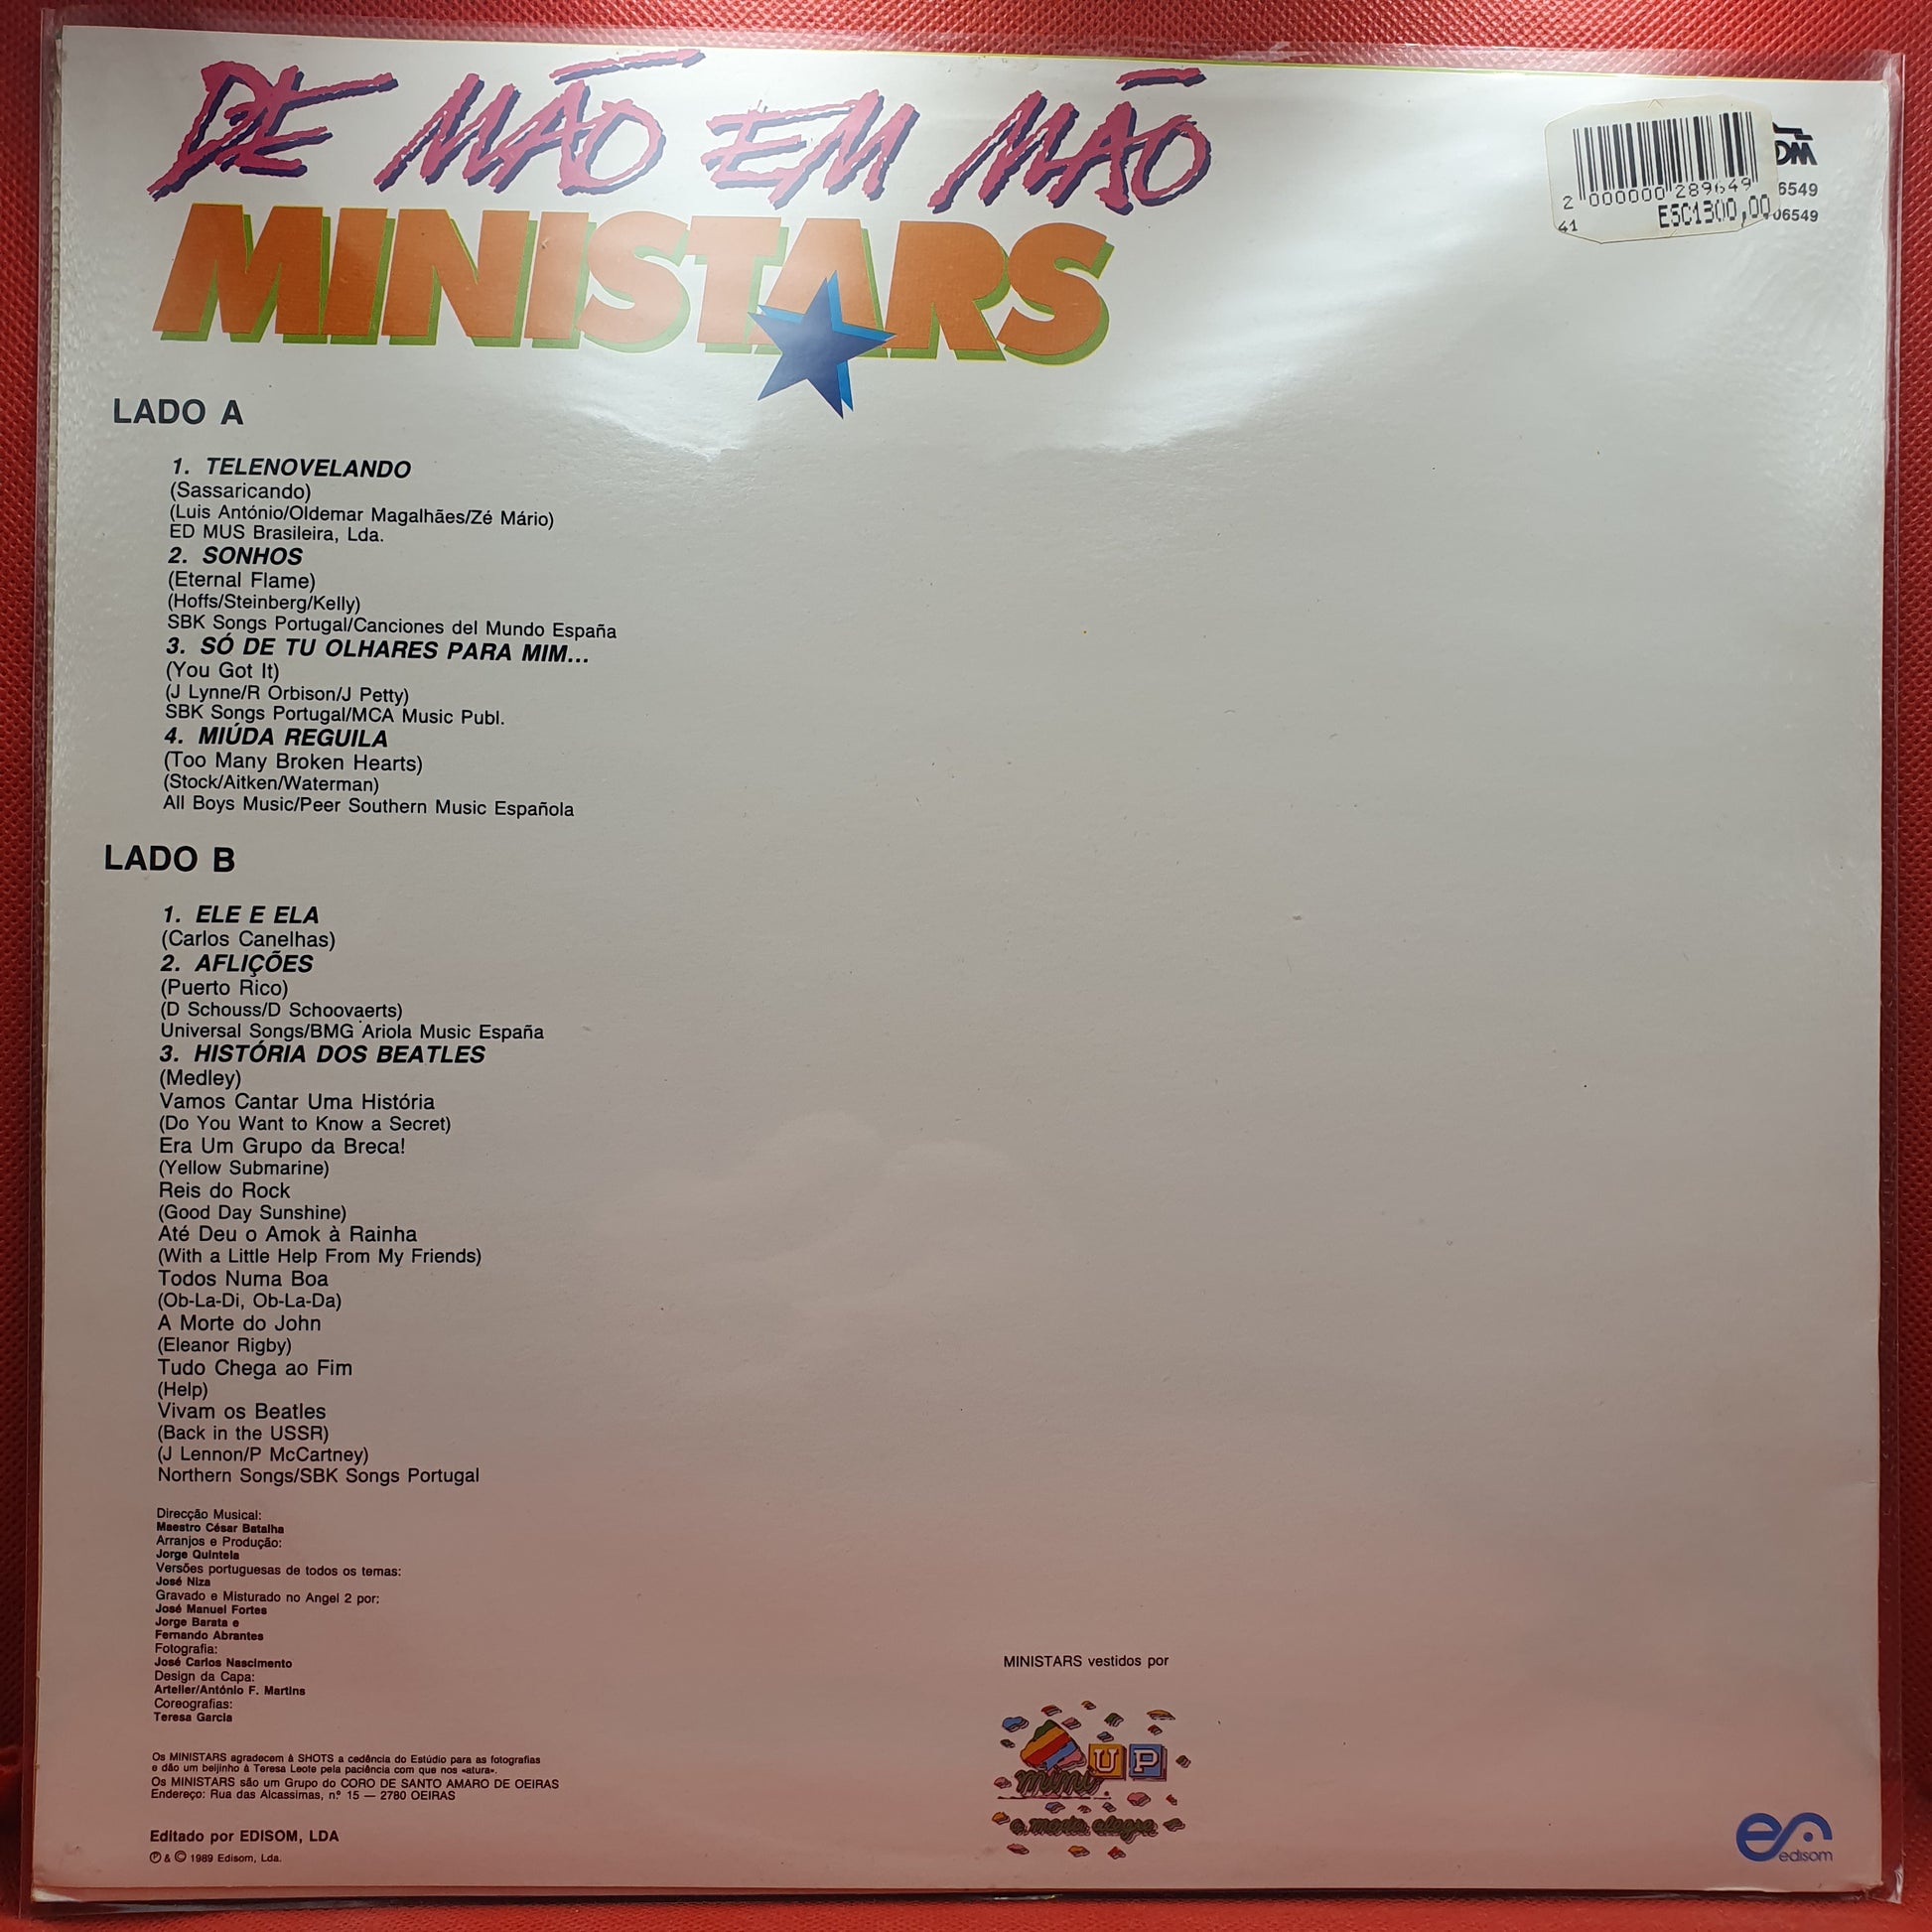 DE MÃO EM MÃO
MINISTARS
2 000000 289649
41 ESC1300,00
DM
6549
06549
LADO A
1. TELENOVELANDO
(Sassaricando)
(Luis António/Oldemar Magalhães/Zé Mário)
ED MUS Brasileira, Lda.
2. SONHOS
(Eternal Flame)
(Hoffs/Steinberg/Kelly)
SBK Songs Portugal/Canciones del Mundo España
3. SÓ DE TU OLHARES PARA MIM...
(You Got It)
(J Lynne/R Orbison/J Petty)
SBK Songs Portugal/MCA Music Publ.
4. MIÚDA REGUILA
(Too Many Broken Hearts)
(Stock/Aitken/Waterman)
All Boys Music/Peer Southern Music Española
LADO B
1. ELE E ELA
(Carlos Canelhas)
2. AFLIÇÕES
(Puerto Rico)
(D Schouss/D Schoovaerts)
Universal Songs/BMG Ariola Music España
3. HISTÓRIA DOS BEATLES
(Medley)
Vamos Cantar Uma História
(Do You Want to Know a Secret)
Era Um Grupo da Breca!
(Yellow Submarine)
Reis do Rock
(Good Day Sunshine)
Até Deu o Amok à Rainha
(With a Little Help From My Friends)
Todos Numa Boa
(Ob-La-Di, Ob-La-Da)
A Morte do John
(Eleanor Rigby)
Tudo Chega ao Fim
(Help)
Vivam os Beatles
(Back in the USSR)
(J Lennon/P McCartney)
Northern Songs/SBK Songs Portugal
Direcção Musical:
Maestro César Batalha
Arranjos e Produção:
Jorge Quintela
Versões portuguesas de todos os temas:
José Niza
Gravado e Misturado no Angel 2 por:
José Manuel Fortes
Jorge Barata e
Fernando Abrantes
Fotografia:
José Carlos Nascimento
Design da Capa:
Artelier/António F. Martins
Coreografias:
Teresa Garcia
Os MINISTARS agradecem à SHOTS a cedência do Estúdio para as fotografias
e dão um beijinho à Teresa Leote pela paciência com que nos «atura».
Os MINISTARS são um Grupo do CORO DE SANTO AMARO DE OEIRAS
Endereço: Rua das Alcassimas, n.º 15 — 2780 OEIRAS
Editado por EDISOM, LDA
℗ & © 1989 Edisom, Lda.
MINISTARS vestidos por
mimi UP
a moda alegre
edisom